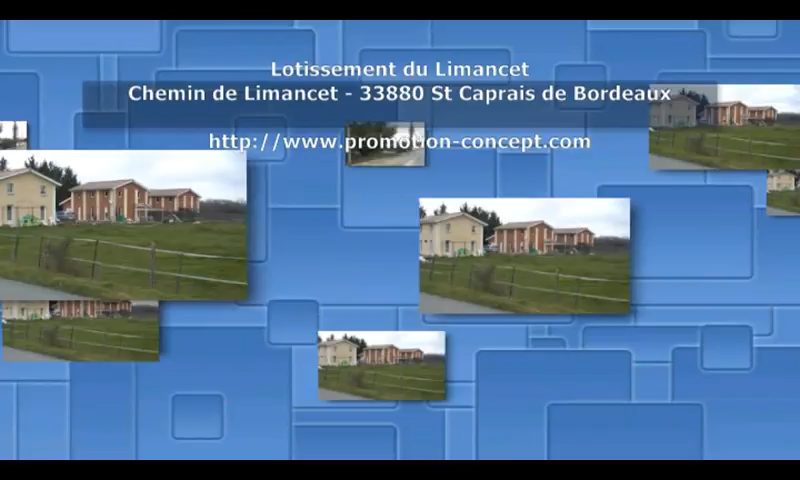 Lotissement du Limancet
Chemin de Limancet - 33880 St Caprais de Bordeaux
http://www.promotion-concept.com